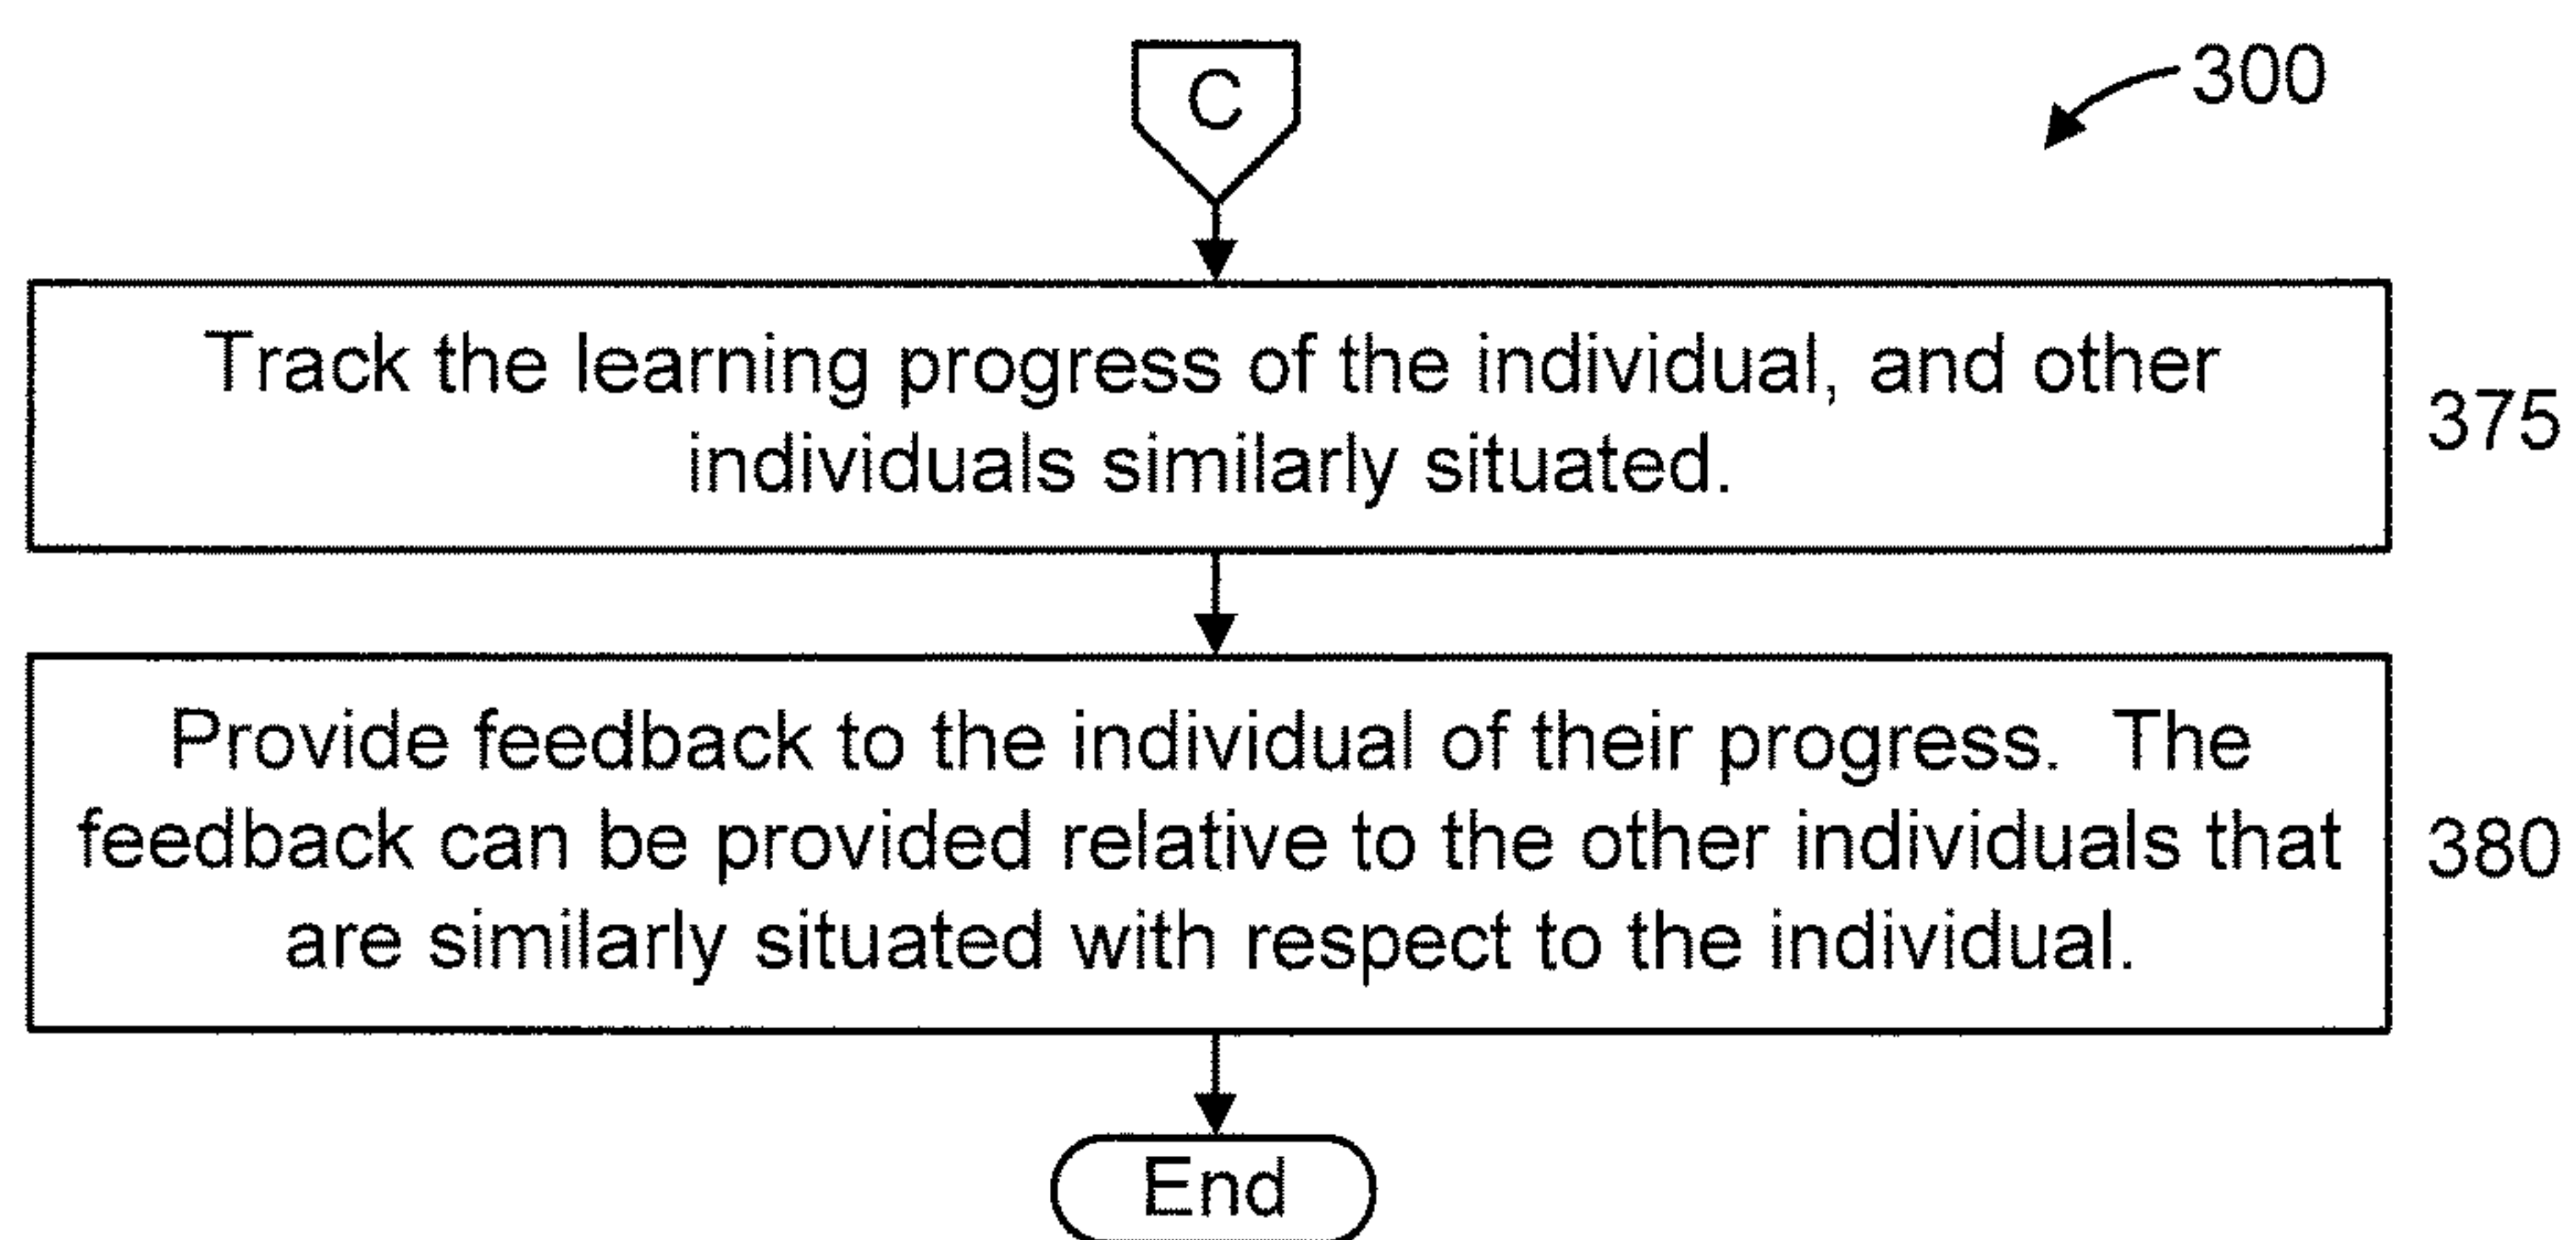 C
300
Track the learning progress of the individual, and other
individuals similarly situated.
375
Provide feedback to the individual of their progress.  The
feedback can be provided relative to the other individuals that
are similarly situated with respect to the individual.
380
End